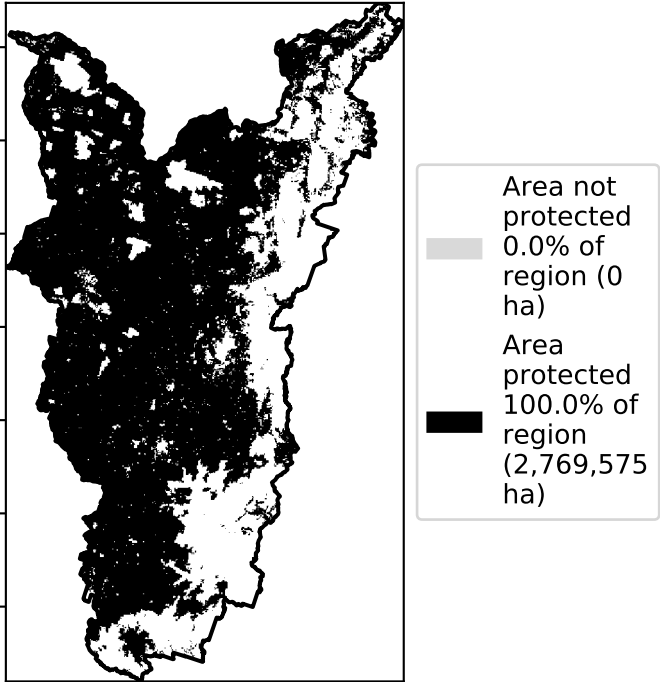 Area not
protected
0.0% of
region (0
ha)
Area
protected
100.0% of
region
(2,769,575
ha)